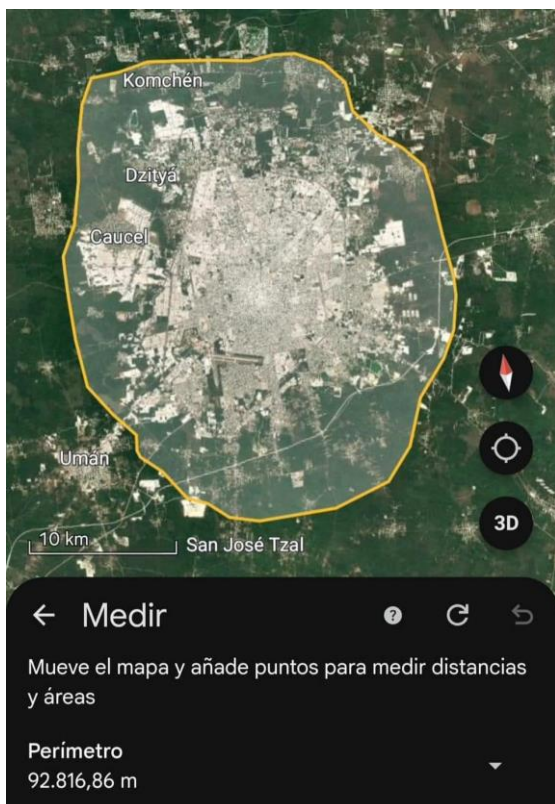 Komchén
Dzityá
Caucel
Umán
3D
10 km
San José Tzal
Medir
?
Mueve el mapa y añade puntos para medir distancias
y áreas
Perímetro
92.816,86 m